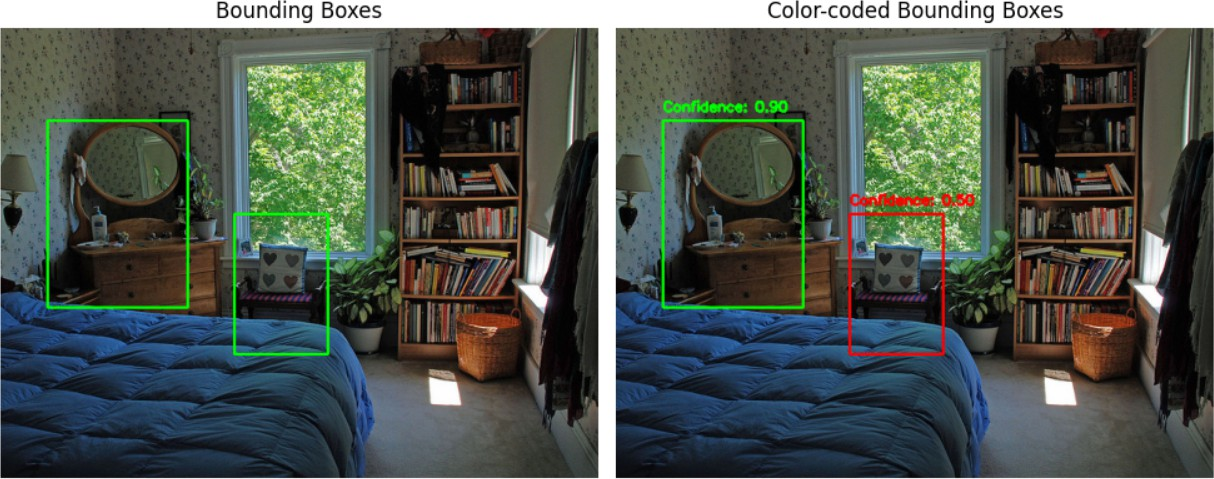 Bounding Boxes
Color-coded Bounding Boxes
Confidence: 0.90
Confidence: 0.50